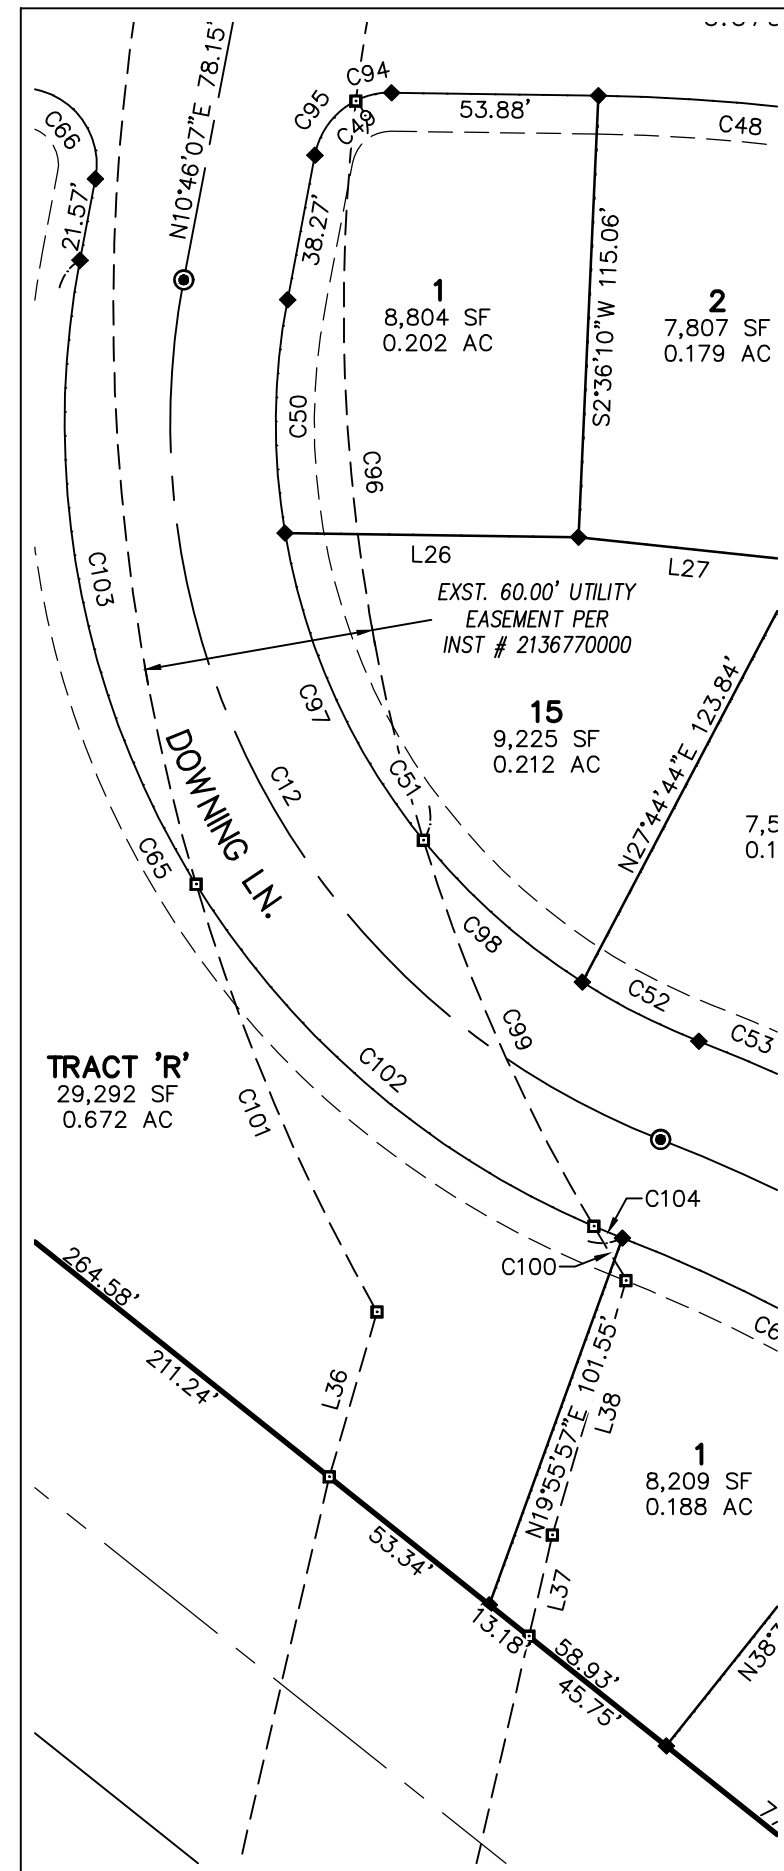 C94
C95
C49
C66
N10°46'07"E 78.15'
53.88'
C48
21.57'
38.27'
1
8,804 SF
0.202 AC
S2°36'10"W 115.06'
2
7,807 SF
0.179 AC
C50
C96
L26
L27
C103
EXST. 60.00' UTILITY
EASEMENT PER
INST # 2136770000
C97
15
9,225 SF
0.212 AC
N27°44'44"E 123.84'
DOWNING LN.
C12
C51
C65
C98
C52
C53
C99
TRACT 'R'
29,292 SF
0.672 AC
C102
C101
C104
C100
264.58'
211.24'
L36
N19°55'57"E 101.55'
L38
1
8,209 SF
0.188 AC
53.34'
L37
13.18'
58.93'
45.75'